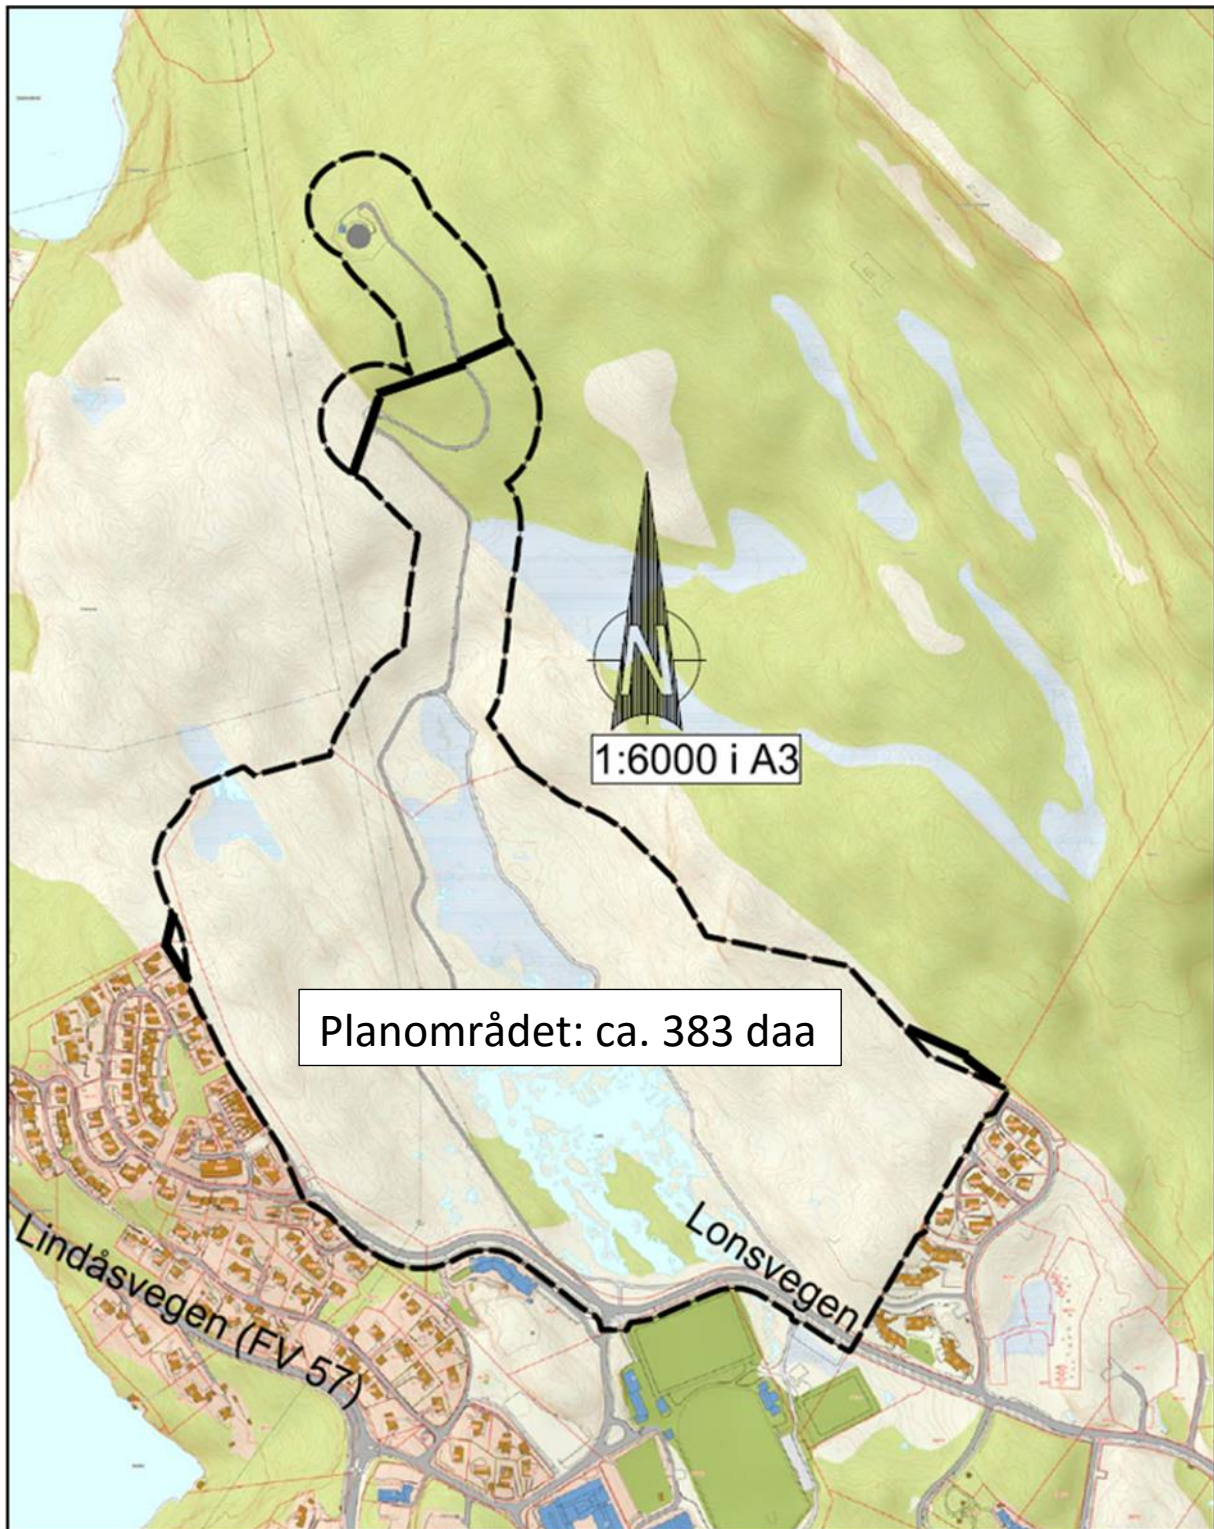 N
1:6000 i A3
Planområdet: ca. 383 daa
Lonsvegen
Lindåsvegen (FV 57)